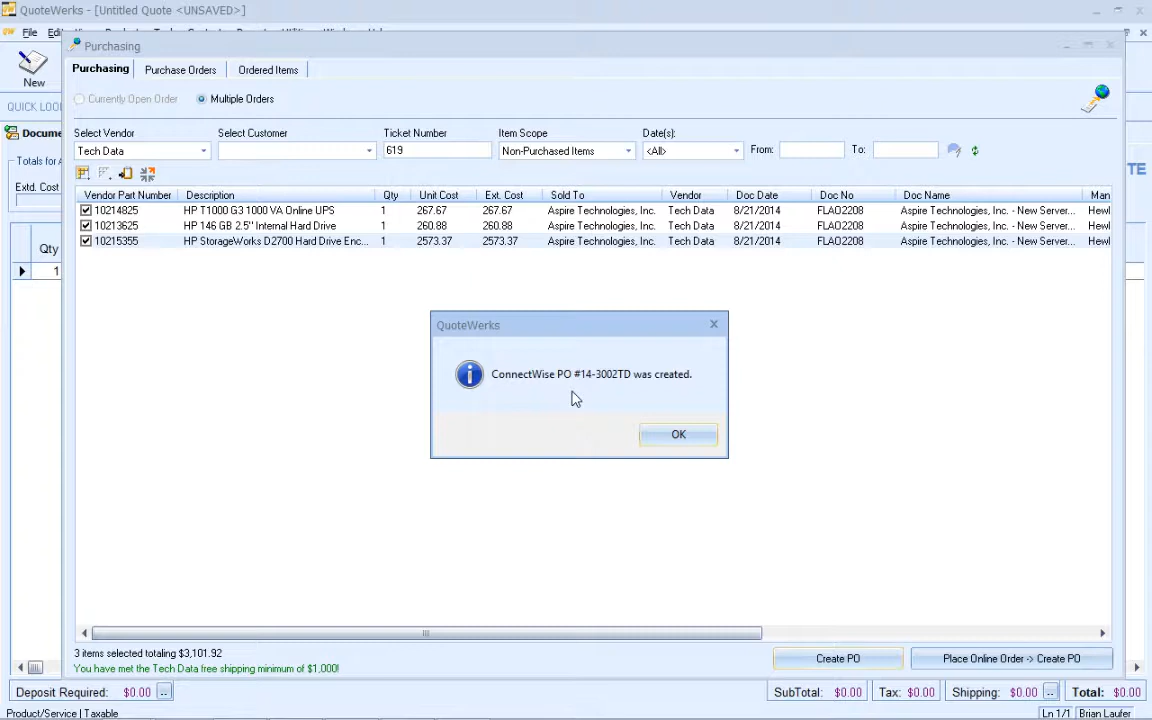 QuoteWerks - [Untitled Quote <UNSAVED>]
File
New
QUICK LOO
Docume
Totals for A
Extd. Cost
TE
Qty
1
Purchasing
Purchasing Purchase Orders Ordered Items
Currently Open Order Multiple Orders
Select Vendor Select Customer Ticket Number Item Scope Date(s):
Tech Data 619 Non-Purchased Items <All> From: To:
Vendor Part Number Description Qty Unit Cost Ext. Cost Sold To Vendor Doc Date Doc No Doc Name Man
10214825 HP T1000 G3 1000 VA Online UPS 1 267.67 267.67 Aspire Technologies, Inc. Tech Data 8/21/2014 FLAO2208 Aspire Technologies, Inc. - New Server... Hewl
10213625 HP 146 GB 2.5" Internal Hard Drive 1 260.88 260.88 Aspire Technologies, Inc. Tech Data 8/21/2014 FLAO2208 Aspire Technologies, Inc. - New Server... Hewl
10215355 HP StorageWorks D2700 Hard Drive Enc... 1 2573.37 2573.37 Aspire Technologies, Inc. Tech Data 8/21/2014 FLAO2208 Aspire Technologies, Inc. - New Server... Hewl
QuoteWerks
ConnectWise PO #14-3002TD was created.
OK
3 items selected totaling $3,101.92
You have met the Tech Data free shipping minimum of $1,000!
Create PO Place Online Order -> Create PO
Deposit Required: $0.00 .. SubTotal: $0.00 Tax: $0.00 Shipping: $0.00 .. Total: $0.00
Product/Service | Taxable Ln 1/1 Brian Laufer